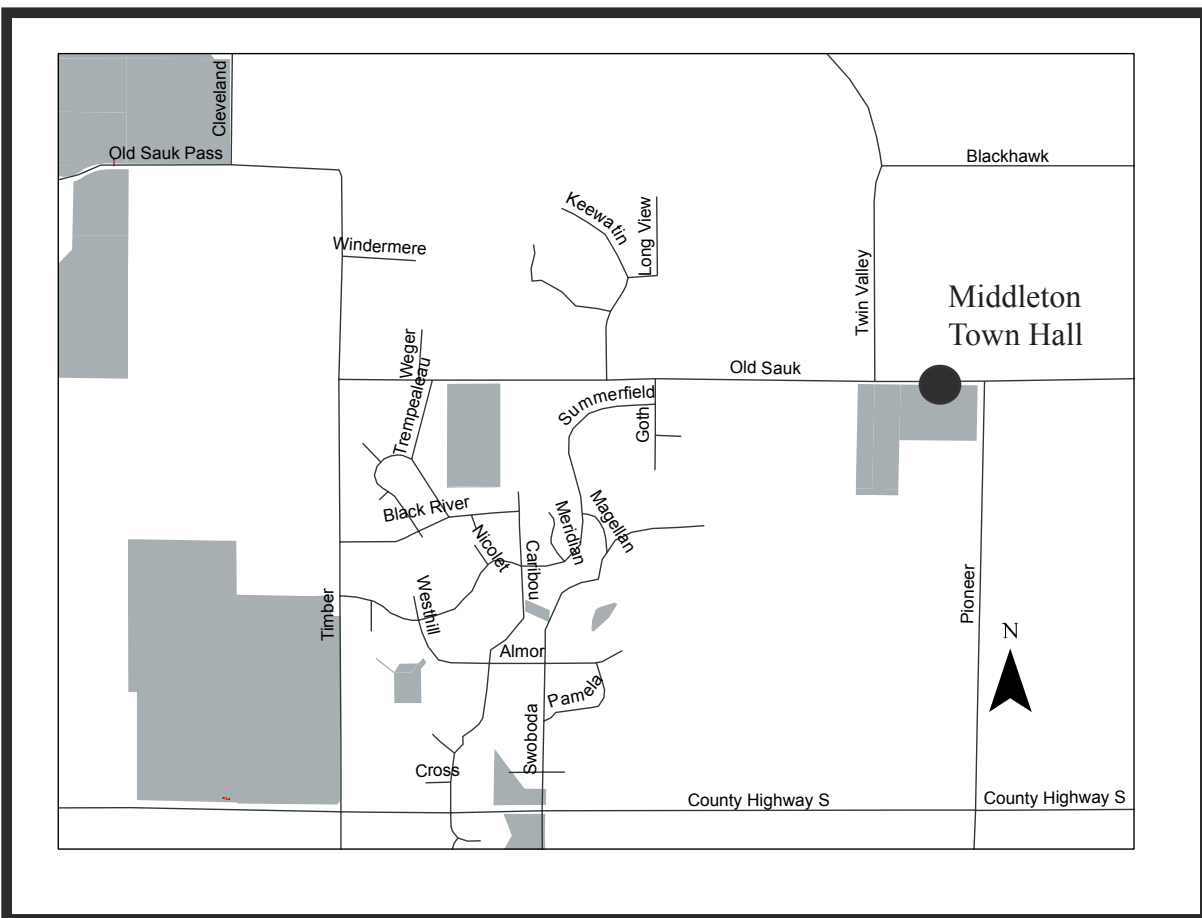 Cleveland
Old Sauk Pass
Blackhawk
Keewatin
Long View
Windermere
Twin Valley
Middleton
Town Hall
Weger
Old Sauk
Trempealeau
Summerfield
Goth
Black River
Nicolet
Meridian
Magellan
Caribou
Westhill
Timber
Pioneer
N
Almor
Pamela
Swoboda
Cross
County Highway S
County Highway S